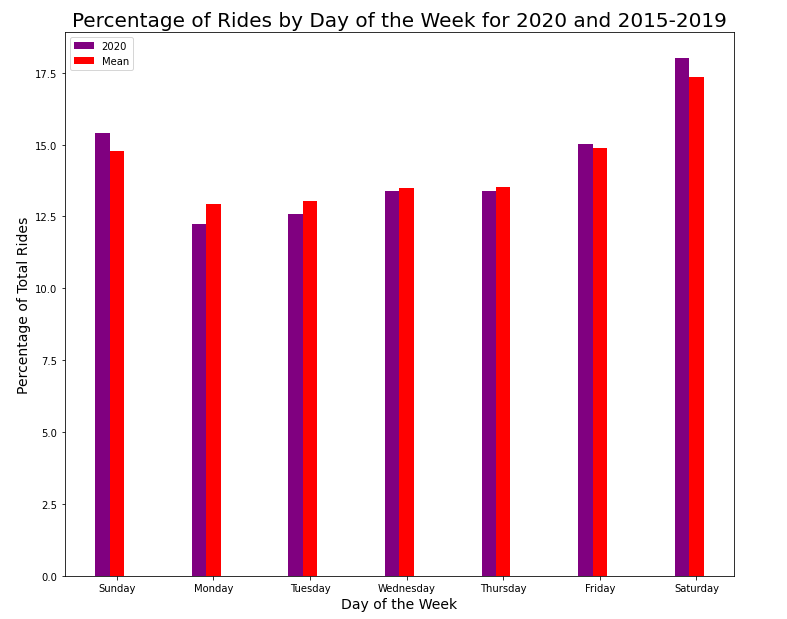 Percentage of Rides by Day of the Week for 2020 and 2015-2019
2020
Mean
17.5
15.0
12.5
10.0
7.5
5.0
2.5
0.0
Percentage of Total Rides
Sunday Monday Tuesday Wednesday Thursday Friday Saturday
Day of the Week